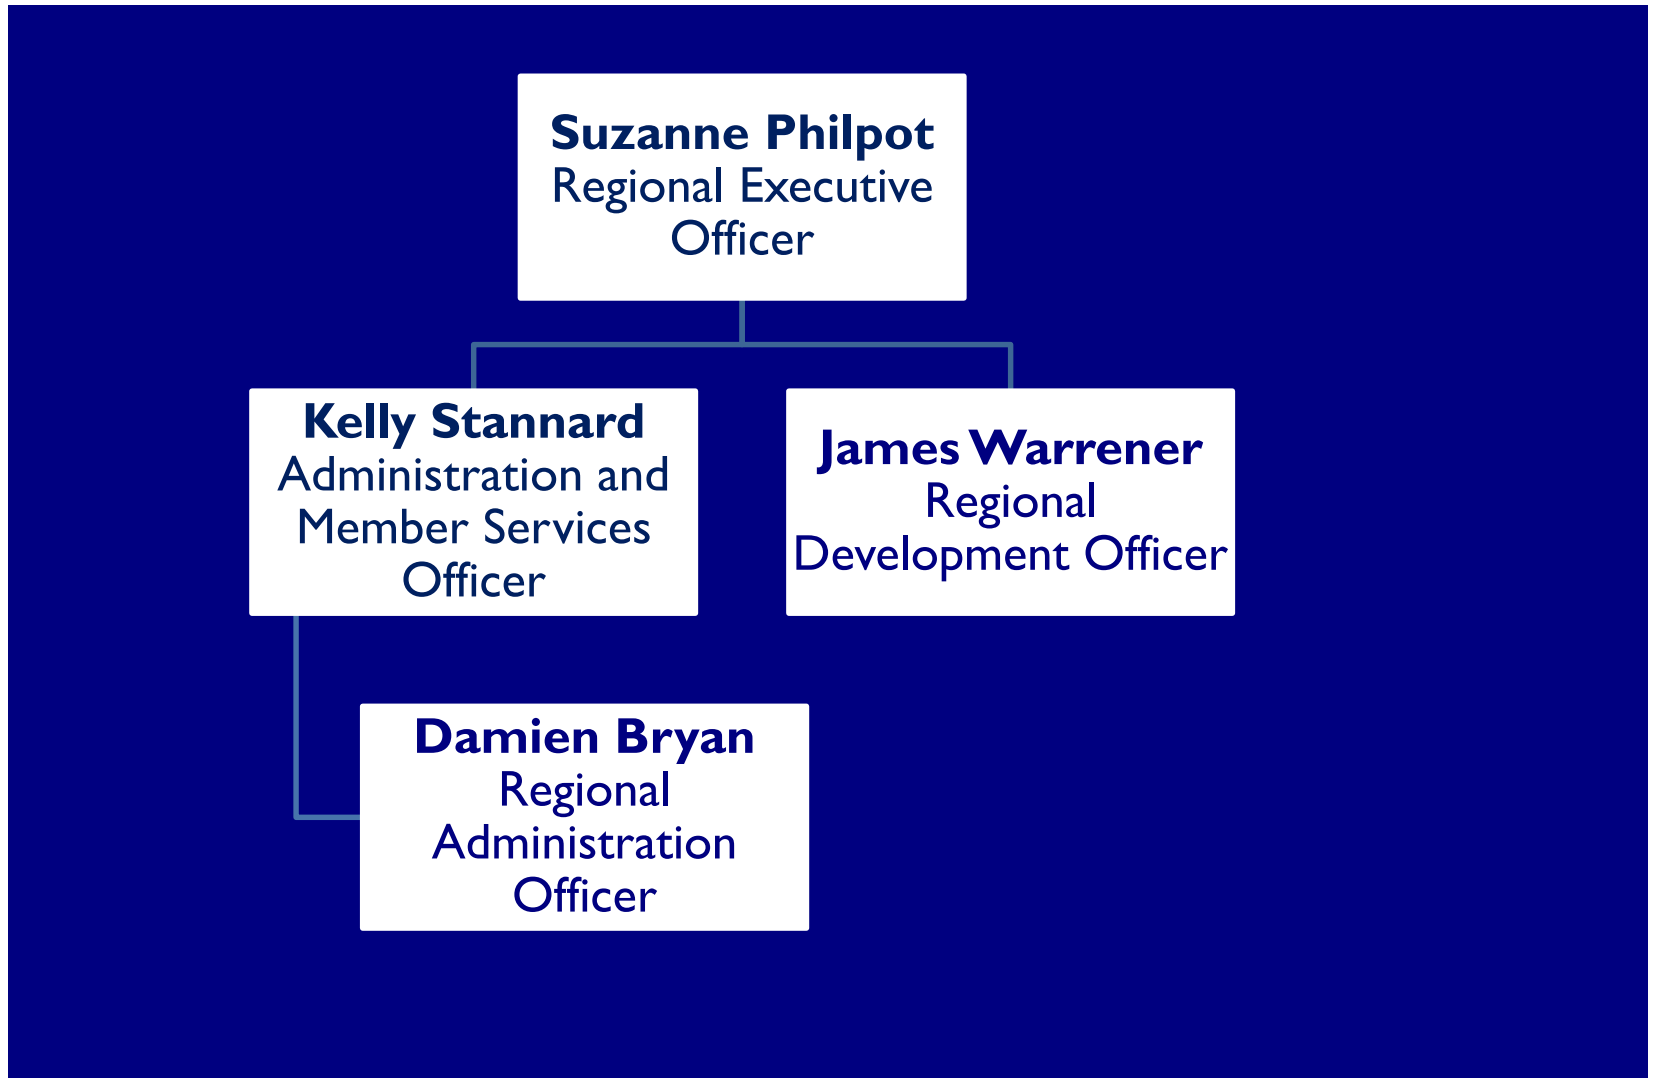 Suzanne Philpot
Regional Executive
Officer
Kelly Stannard
Administration and
Member Services
Officer
James Warrener
Regional
Development Officer
Damien Bryan
Regional
Administration
Officer